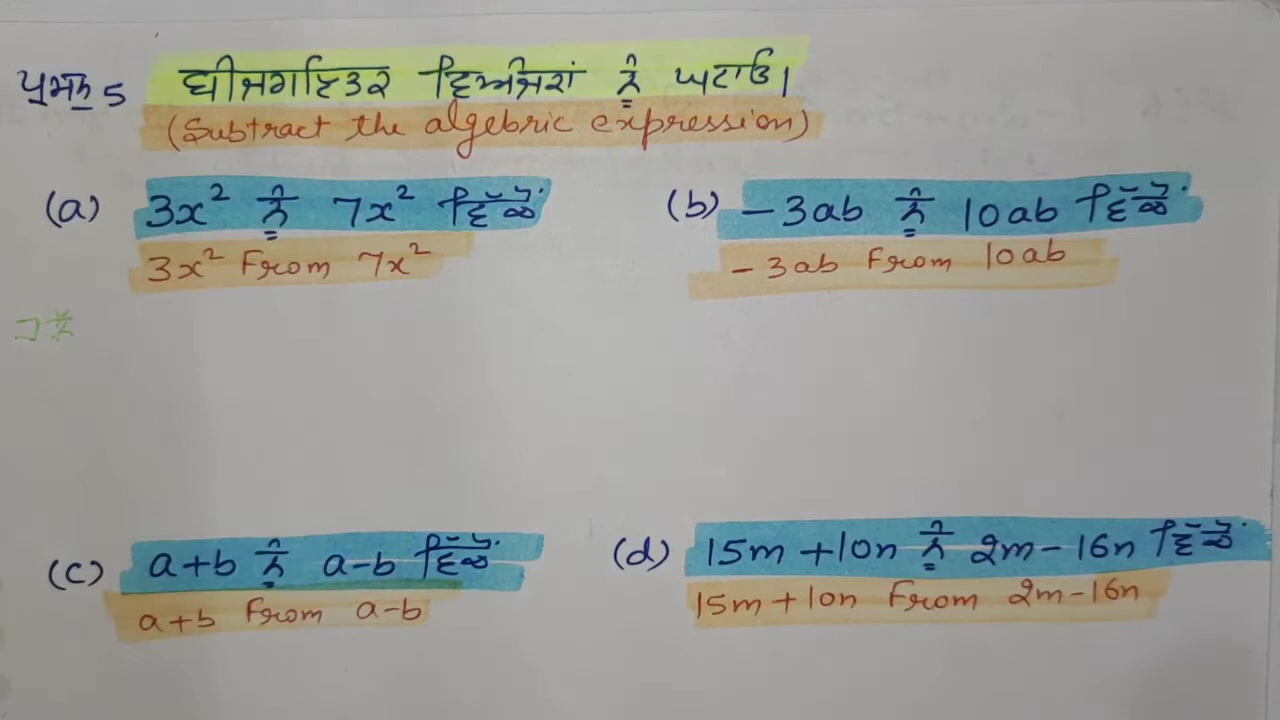 ਪ੍ਰਸ਼ਨ 5 ਬੀਜਗਣਿਤਕ ਵਿਅੰਜਕਾਂ ਨੂੰ ਘਟਾਓ।
(Subtract the algebric expression)
(a) 3x² ਨੂੰ 7x² ਵਿੱਚੋਂ
3x² From 7x²
(b) -3ab ਨੂੰ 10ab ਵਿੱਚੋਂ
-3ab From 10ab
(c) a+b ਨੂੰ a-b ਵਿੱਚੋਂ
a+b From a-b
(d) 15m +10n ਨੂੰ 2m-16n ਵਿੱਚੋਂ
15m+10n From 2m-16n